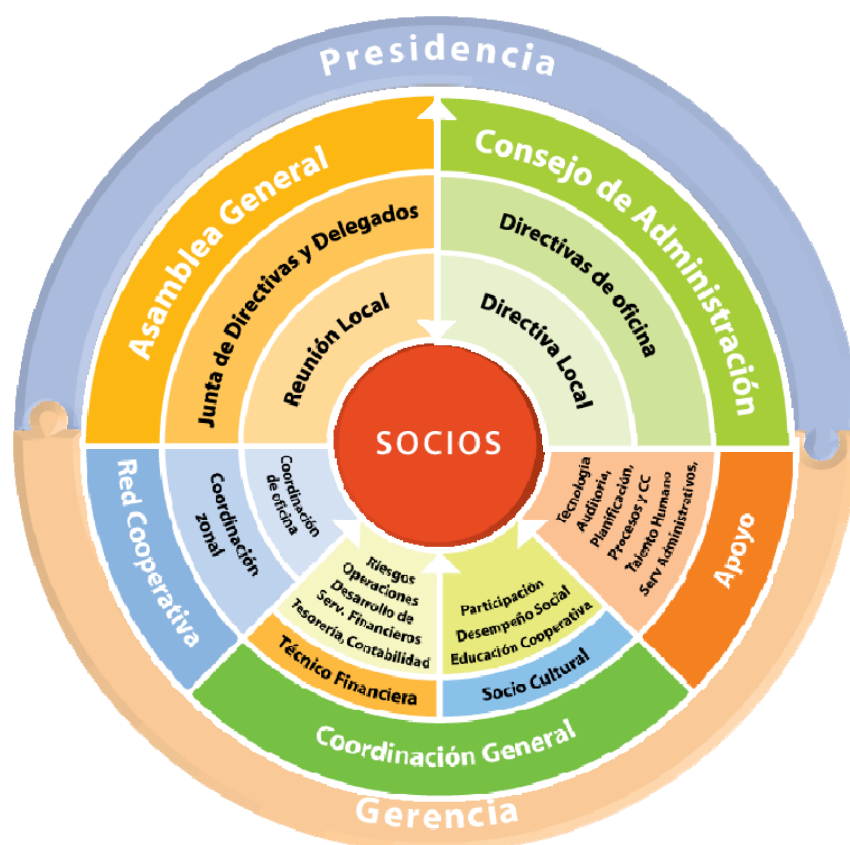 Presidencia
Asamblea General
Consejo de Administración
Junta de Directivas y Delegados
Directivas de oficina
Reunión Local
Directiva Local
SOCIOS
Red Cooperativa
Coordinación
zonal
Coordinación
de oficina
Riesgos
Operaciones
Desarrollo de
Serv. Financieros
Tesorería, Contabilidad
Técnico Financiera
Participación
Desempeño Social
Educación Cooperativa
Socio Cultural
Tecnología
Auditoria,
Planificación,
Procesos y CC
Talento Humano
Serv Administrativos,
Apoyo
Coordinación General
Gerencia